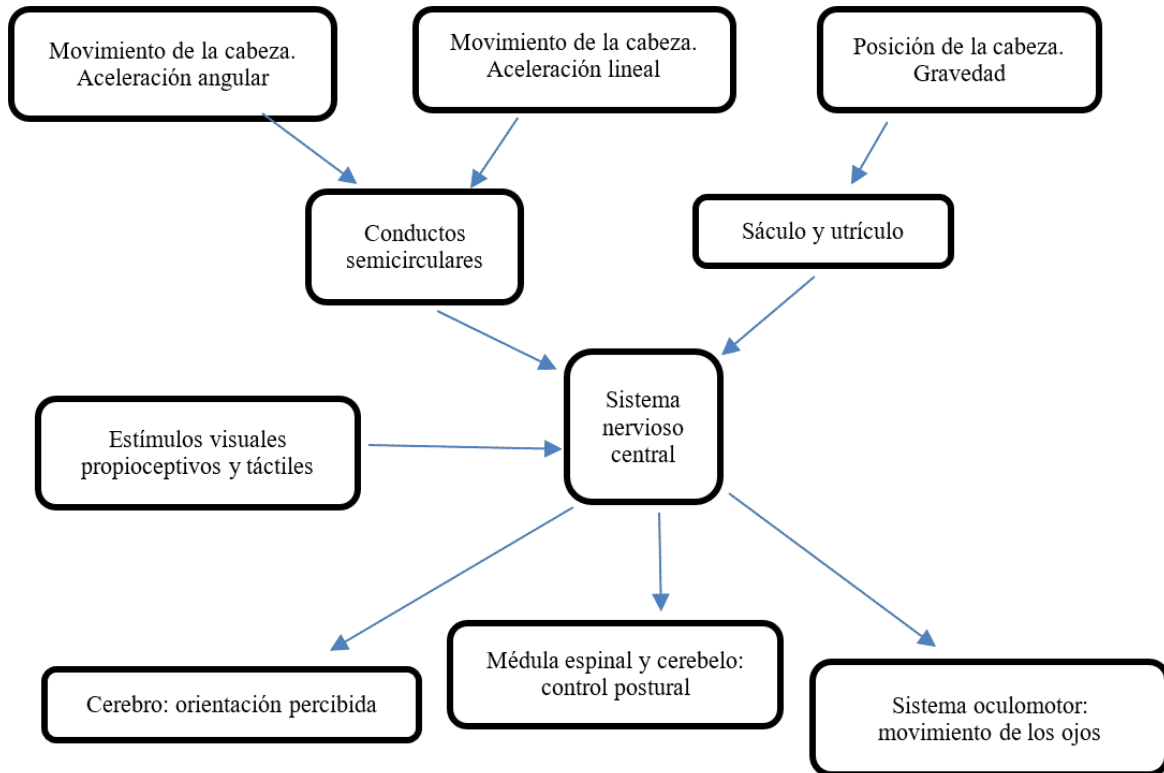 Movimiento de la cabeza.
Aceleración angular
Movimiento de la cabeza.
Aceleración lineal
Posición de la cabeza.
Gravedad
Conductos
semicirculares
Sáculo y utrículo
Sistema
nervioso
central
Estímulos visuales
propioceptivos y táctiles
Cerebro: orientación percibida
Médula espinal y cerebelo:
control postural
Sistema oculomotor:
movimiento de los ojos